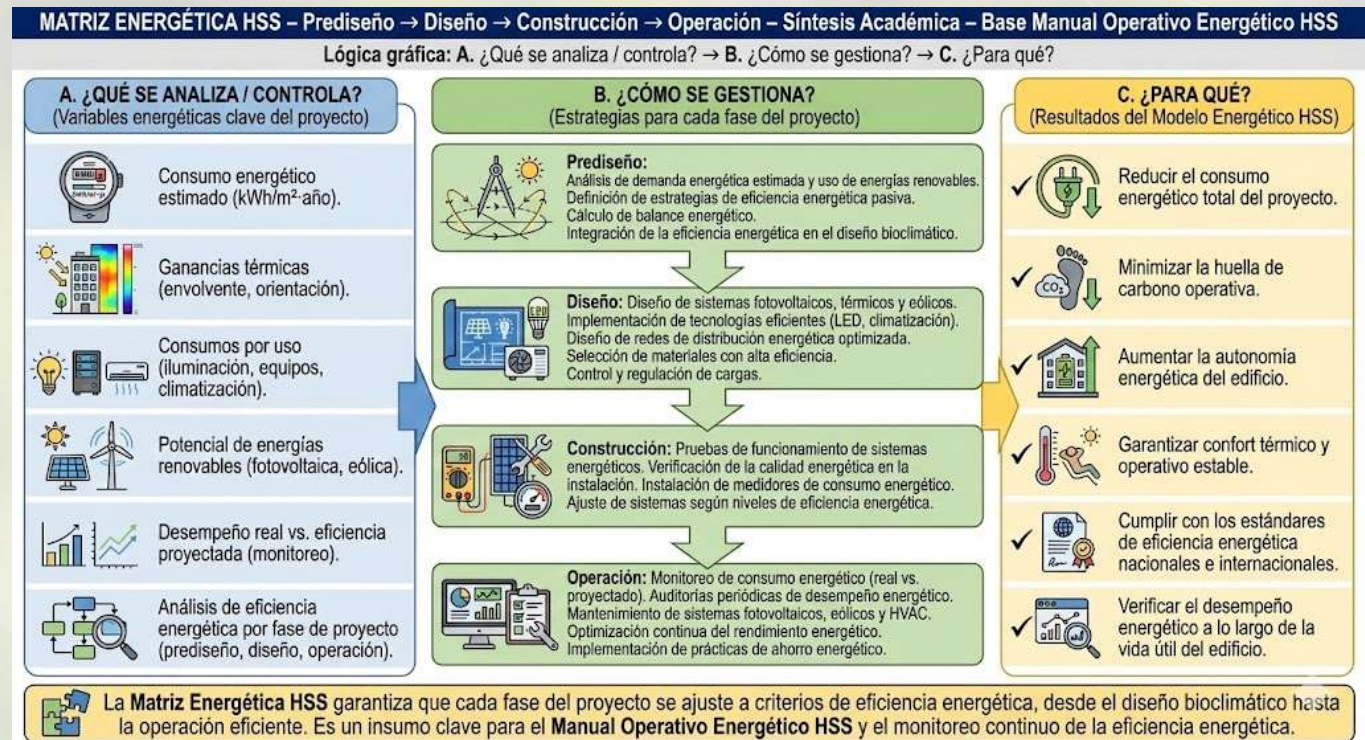 MATRIZ ENERGÉTICA HSS – Prediseño → Diseño → Construcción → Operación – Síntesis Académica – Base Manual Operativo Energético HSS
Lógica gráfica: A. ¿Qué se analiza / controla? → B. ¿Cómo se gestiona? → C. ¿Para qué?
A. ¿QUÉ SE ANALIZA / CONTROLA?
(Variables energéticas clave del proyecto)
Consumo energético
estimado (kWh/m²·año).
Ganancias térmicas
(envolvente, orientación).
Consumos por uso
(iluminación, equipos,
climatización).
Potencial de energías
renovables (fotovoltaica, eólica).
Desempeño real vs. eficiencia
proyectada (monitoreo).
Análisis de eficiencia
energética por fase de proyecto
(prediseño, diseño, operación).
B. ¿CÓMO SE GESTIONA?
(Estrategias para cada fase del proyecto)
Prediseño:
Análisis de demanda energética estimada y uso de energías renovables.
Definición de estrategias de eficiencia energética pasiva.
Cálculo de balance energético.
Integración de la eficiencia energética en el diseño bioclimático.
Diseño: Diseño de sistemas fotovoltaicos, térmicos y eólicos.
Implementación de tecnologías eficientes (LED, climatización).
Diseño de redes de distribución energética optimizada.
Selección de materiales con alta eficiencia.
Control y regulación de cargas.
Construcción: Pruebas de funcionamiento de sistemas
energéticos. Verificación de la calidad energética en la
instalación. Instalación de medidores de consumo energético.
Ajuste de sistemas según niveles de eficiencia energética.
Operación: Monitoreo de consumo energético (real vs.
proyectado). Auditorías periódicas de desempeño energético.
Mantenimiento de sistemas fotovoltaicos, eólicos y HVAC.
Optimización continua del rendimiento energético.
Implementación de prácticas de ahorro energético.
C. ¿PARA QUÉ?
(Resultados del Modelo Energético HSS)
Reducir el consumo
energético total del proyecto.
CO₂
Minimizar la huella de
carbono operativa.
Aumentar la autonomía
energética del edificio.
Garantizar confort térmico y
operativo estable.
Cumplir con los estándares
de eficiencia energética
nacionales e internacionales.
Verificar el desempeño
energético a lo largo de la
vida útil del edificio.
La Matriz Energética HSS garantiza que cada fase del proyecto se ajuste a criterios de eficiencia energética, desde el diseño bioclimático hasta
la operación eficiente. Es un insumo clave para el Manual Operativo Energético HSS y el monitoreo continuo de la eficiencia energética.